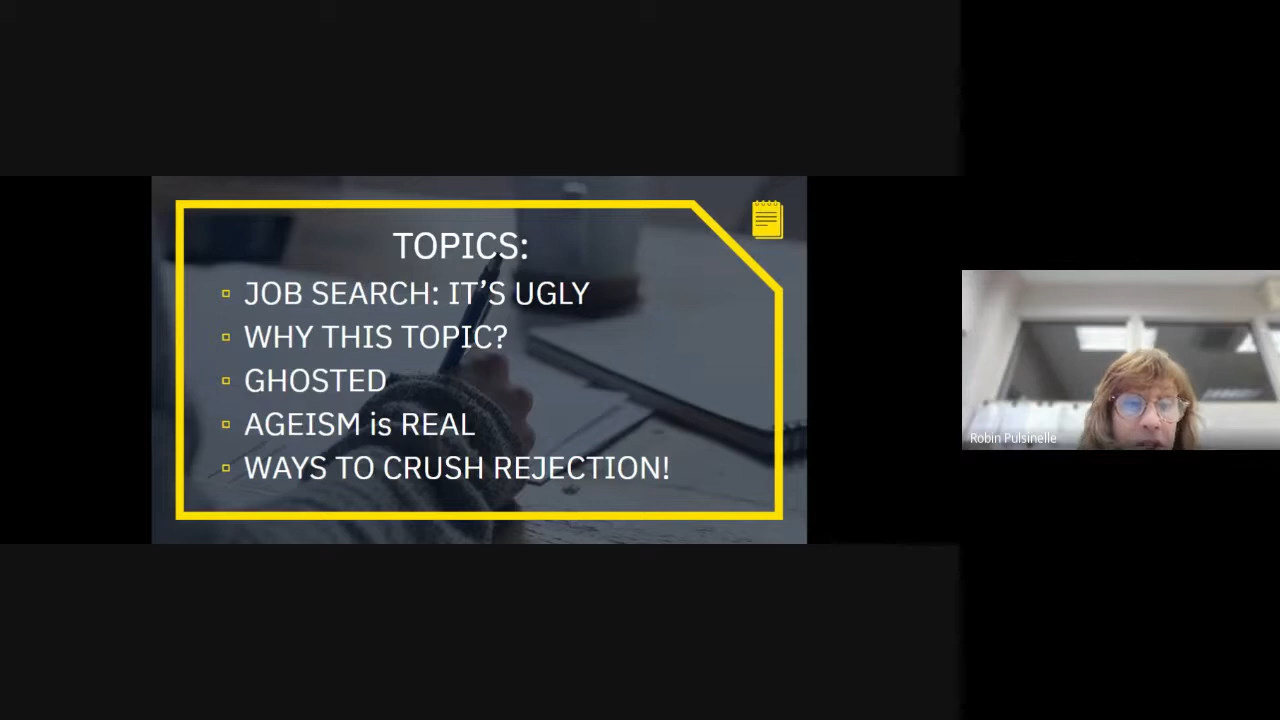 TOPICS:
JOB SEARCH: IT’S UGLY
WHY THIS TOPIC?
GHOSTED
AGEISM is REAL
WAYS TO CRUSH REJECTION!
Robin Pulsinelle